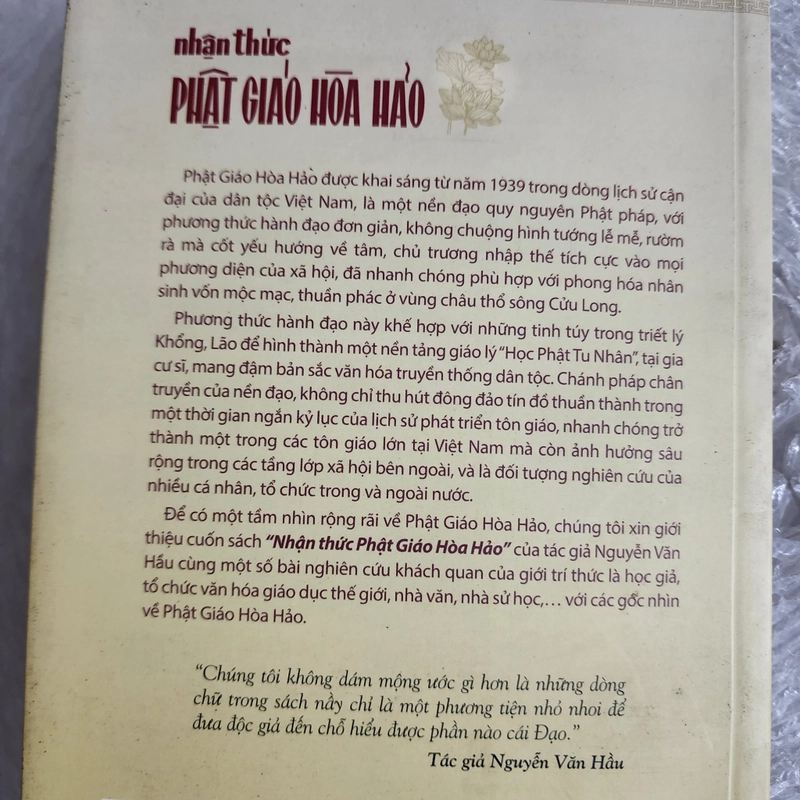 nhận thức
PHẬT GIÁO HÒA HẢO
Phật Giáo Hòa Hảo được khai sáng từ năm 1939 trong dòng lịch sử cận
đại của dân tộc Việt Nam, là một nền đạo quy nguyên Phật pháp, với
phương thức hành đạo đơn giản, không chuộng hình tướng lễ mễ, rườm
rà mà cốt yếu hướng về tâm, chủ trương nhập thế tích cực vào mọi
phương diện của xã hội, đã nhanh chóng phù hợp với phong hóa nhân
sinh vốn mộc mạc, thuần phác ở vùng châu thổ sông Cửu Long.
Phương thức hành đạo này khế hợp với những tinh túy trong triết lý
Khổng, Lão để hình thành một nền tảng giáo lý “Học Phật Tu Nhân”, tại gia
cư sĩ, mang đậm bản sắc văn hóa truyền thống dân tộc. Chánh pháp chân
truyền của nền đạo, không chỉ thu hút đông đảo tín đồ thuần thành trong
một thời gian ngắn kỷ lục của lịch sử phát triển tôn giáo, nhanh chóng trở
thành một trong các tôn giáo lớn tại Việt Nam mà còn ảnh hưởng sâu
rộng trong các tầng lớp xã hội bên ngoài, và là đối tượng nghiên cứu của
nhiều cá nhân, tổ chức trong và ngoài nước.
Để có một tầm nhìn rộng rãi về Phật Giáo Hòa Hảo, chúng tôi xin giới
thiệu cuốn sách “Nhận thức Phật Giáo Hòa Hảo” của tác giả Nguyễn Văn
Hầu cùng một số bài nghiên cứu khách quan của giới trí thức là học giả,
tổ chức văn hóa giáo dục thế giới, nhà văn, nhà sử học,... với các gốc nhìn
về Phật Giáo Hòa Hảo.
“Chúng tôi không dám mộng ước gì hơn là những dòng
chữ trong sách nầy chỉ là một phương tiện nhỏ nhoi để
đưa độc giả đến chỗ hiểu được phần nào cái Đạo.”
Tác giả Nguyễn Văn Hầu